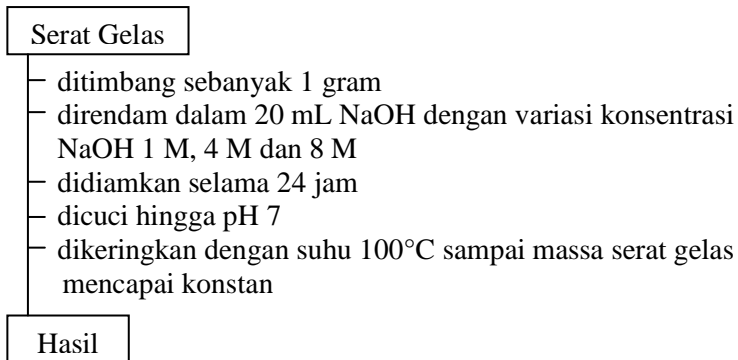 Serat Gelas
ditimbang sebanyak 1 gram
direndam dalam 20 mL NaOH dengan variasi konsentrasi
NaOH 1 M, 4 M dan 8 M
didiamkan selama 24 jam
dicuci hingga pH 7
dikeringkan dengan suhu 100°C sampai massa serat gelas
mencapai konstan
Hasil